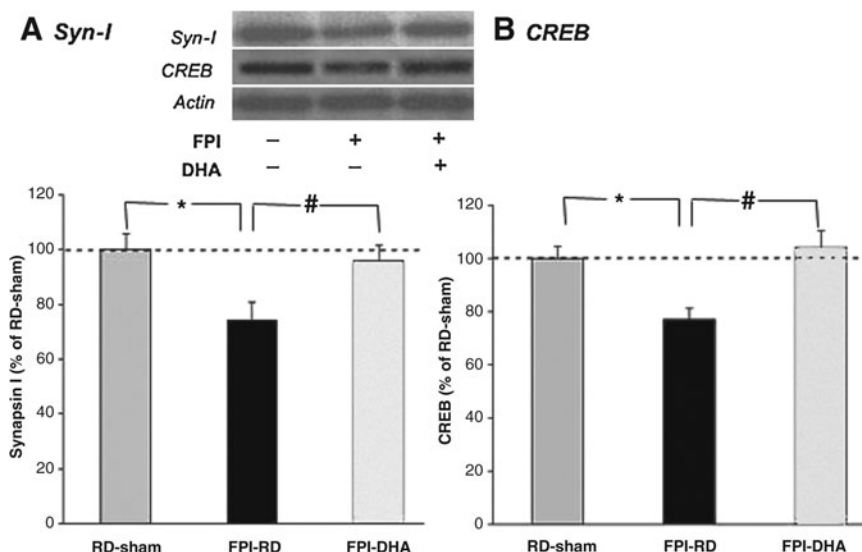 A Syn-I
B CREB
Syn-I
CREB
Actin
FPI – + +
DHA – – +
Synapsin I (% of RD-sham)
120
100
80
60
40
20
0
* #
RD-sham FPI-RD FPI-DHA
CREB (% of RD-sham)
120
100
80
60
40
20
0
* #
RD-sham FPI-RD FPI-DHA